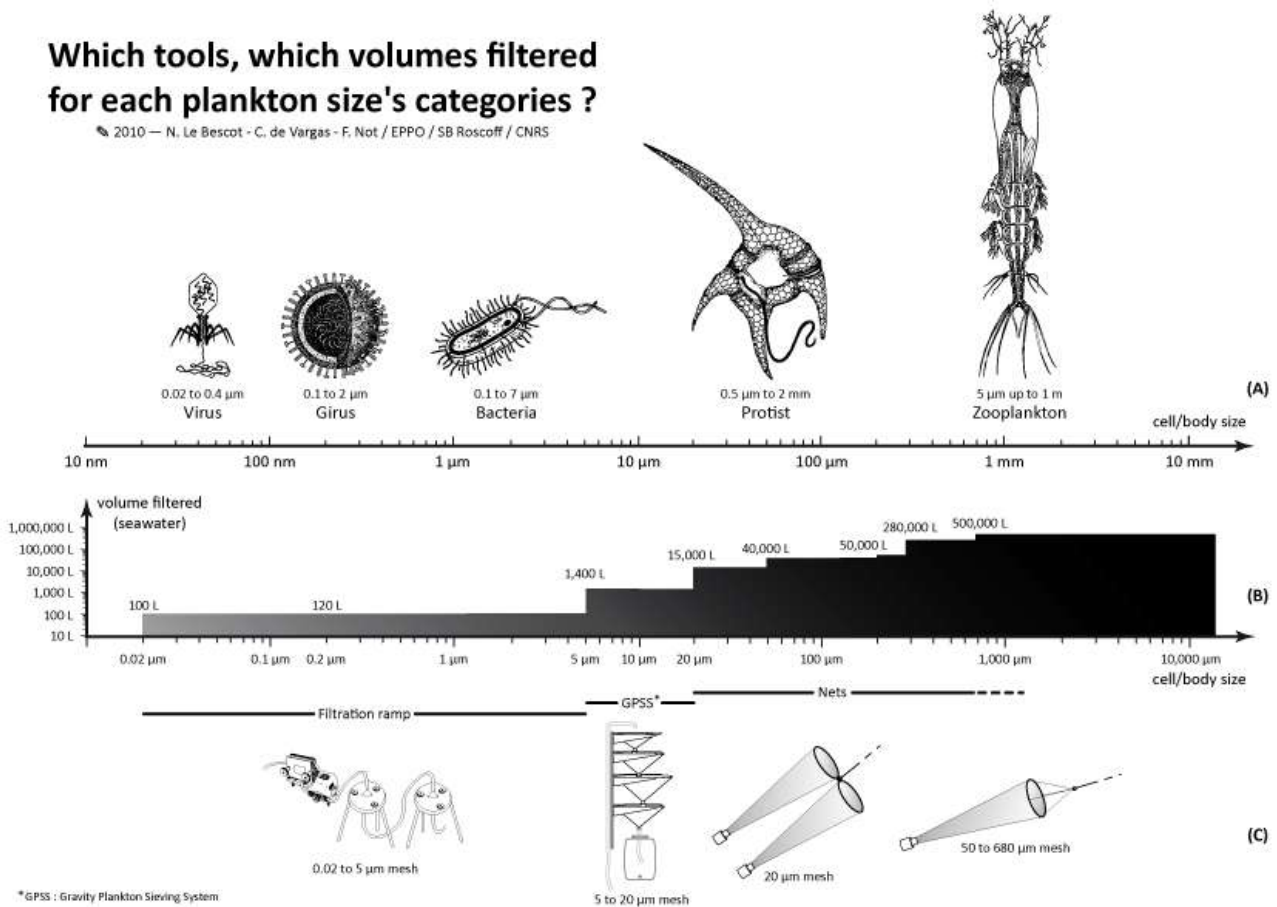 Which tools, which volumes filtered
for each plankton size's categories ?
✎ 2010 — N. Le Bescot - C. de Vargas - F. Not / EPPO / SB Roscoff / CNRS
0.02 to 0.4 µm
Virus
0.1 to 2 µm
Girus
0.1 to 7 µm
Bacteria
0.5 µm to 2 mm
Protist
5 µm up to 1 m
Zooplankton
(A)
cell/body size
10 nm 100 nm 1 µm 10 µm 100 µm 1 mm 10 mm
volume filtered
(seawater)
1,000,000 L
100,000 L
10,000 L
1,000 L
100 L
10 L
100 L 120 L 1,400 L 15,000 L 40,000 L 50,000 L 280,000 L 500,000 L
(B)
0.02 µm 0.1 µm 0.2 µm 1 µm 5 µm 10 µm 20 µm 100 µm 1,000 µm 10,000 µm
cell/body size
Filtration ramp
GPSS*
Nets
0.02 to 5 µm mesh
5 to 20 µm mesh
20 µm mesh
50 to 680 µm mesh
(C)
*GPSS : Gravity Plankton Sieving System